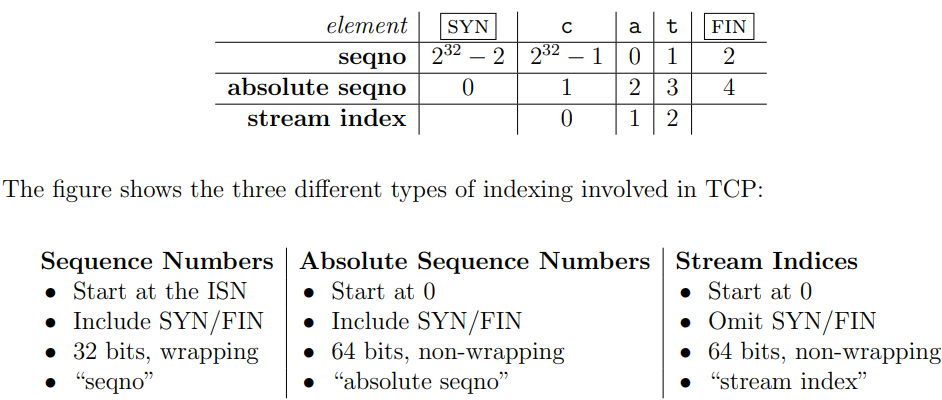 element SYN c a t FIN
seqno 2^32 − 2 2^32 − 1 0 1 2
absolute seqno 0 1 2 3 4
stream index 0 1 2
The figure shows the three different types of indexing involved in TCP:
Sequence Numbers Absolute Sequence Numbers Stream Indices
• Start at the ISN • Start at 0 • Start at 0
• Include SYN/FIN • Include SYN/FIN • Omit SYN/FIN
• 32 bits, wrapping • 64 bits, non-wrapping • 64 bits, non-wrapping
• “seqno” • “absolute seqno” • “stream index”